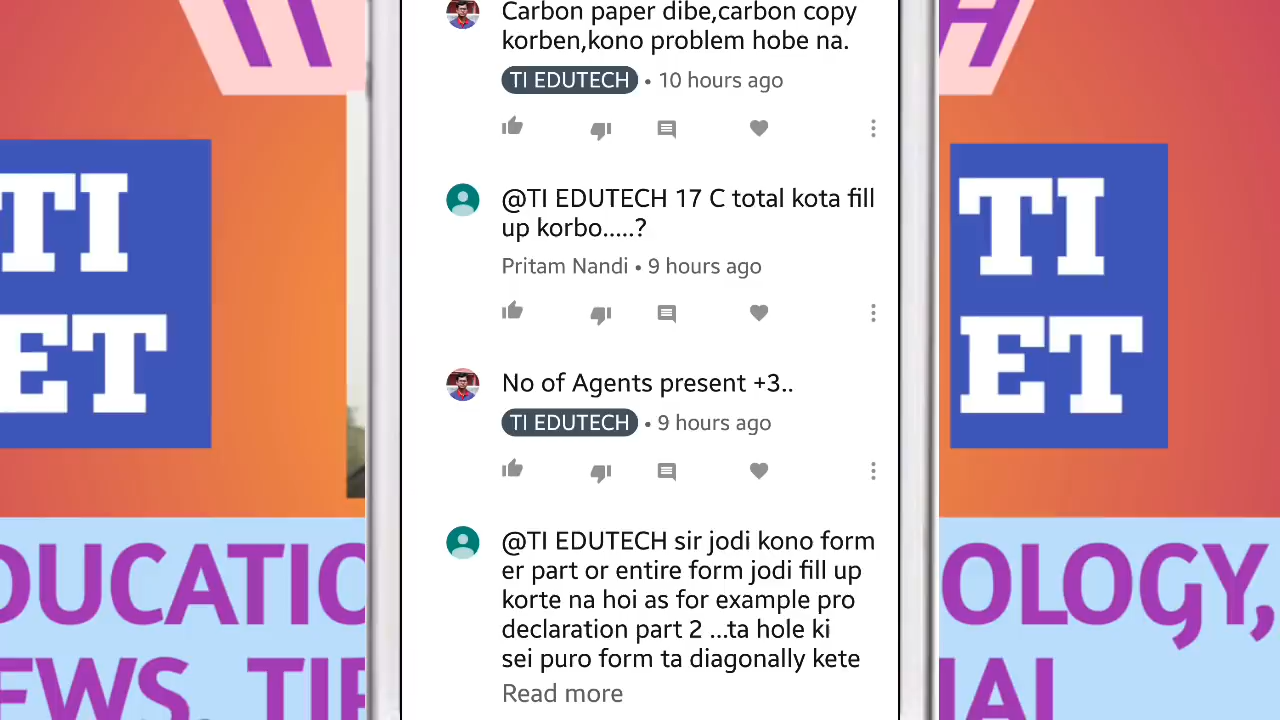 Carbon paper dibe,carbon copy
korben,kono problem hobe na.
TI EDUTECH • 10 hours ago
@TI EDUTECH 17 C total kota fill
up korbo.....?
Pritam Nandi • 9 hours ago
No of Agents present +3..
TI EDUTECH • 9 hours ago
@TI EDUTECH sir jodi kono form
er part or entire form jodi fill up
korte na hoi as for example pro
declaration part 2 ...ta hole ki
sei puro form ta diagonally kete
Read more
TI
ET
TI
ET
DUCATIO
OLOGY,
EWS, TIP